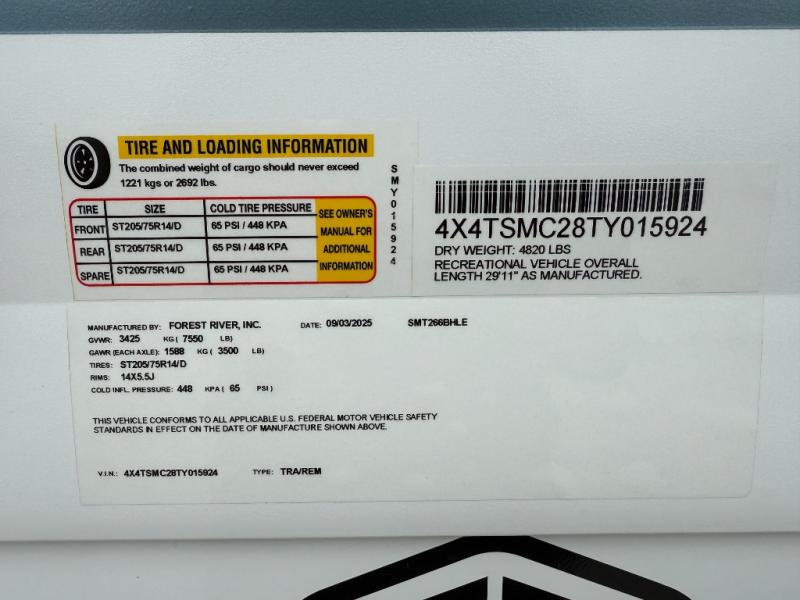 TIRE AND LOADING INFORMATION
The combined weight of cargo should never exceed
1221 kgs or 2692 lbs.
TIRE SIZE COLD TIRE PRESSURE
FRONT ST205/75R14/D 65 PSI / 448 KPA
REAR ST205/75R14/D 65 PSI / 448 KPA
SPARE ST205/75R14/D 65 PSI / 448 KPA
SEE OWNER'S
MANUAL FOR
ADDITIONAL
INFORMATION
SMY015924
4X4TSMC28TY015924
DRY WEIGHT: 4820 LBS
RECREATIONAL VEHICLE OVERALL
LENGTH 29'11" AS MANUFACTURED.
MANUFACTURED BY: FOREST RIVER, INC. DATE: 09/03/2025 SMT266BHLE
GVWR: 3425 KG ( 7550 LB)
GAWR (EACH AXLE): 1588 KG ( 3500 LB)
TIRES: ST205/75R14/D
RIMS: 14X5.5J
COLD INFL. PRESSURE: 448 KPA ( 65 PSI )
THIS VEHICLE CONFORMS TO ALL APPLICABLE U.S. FEDERAL MOTOR VEHICLE SAFETY
STANDARDS IN EFFECT ON THE DATE OF MANUFACTURE SHOWN ABOVE.
V.I.N.: 4X4TSMC28TY015924 TYPE: TRA/REM